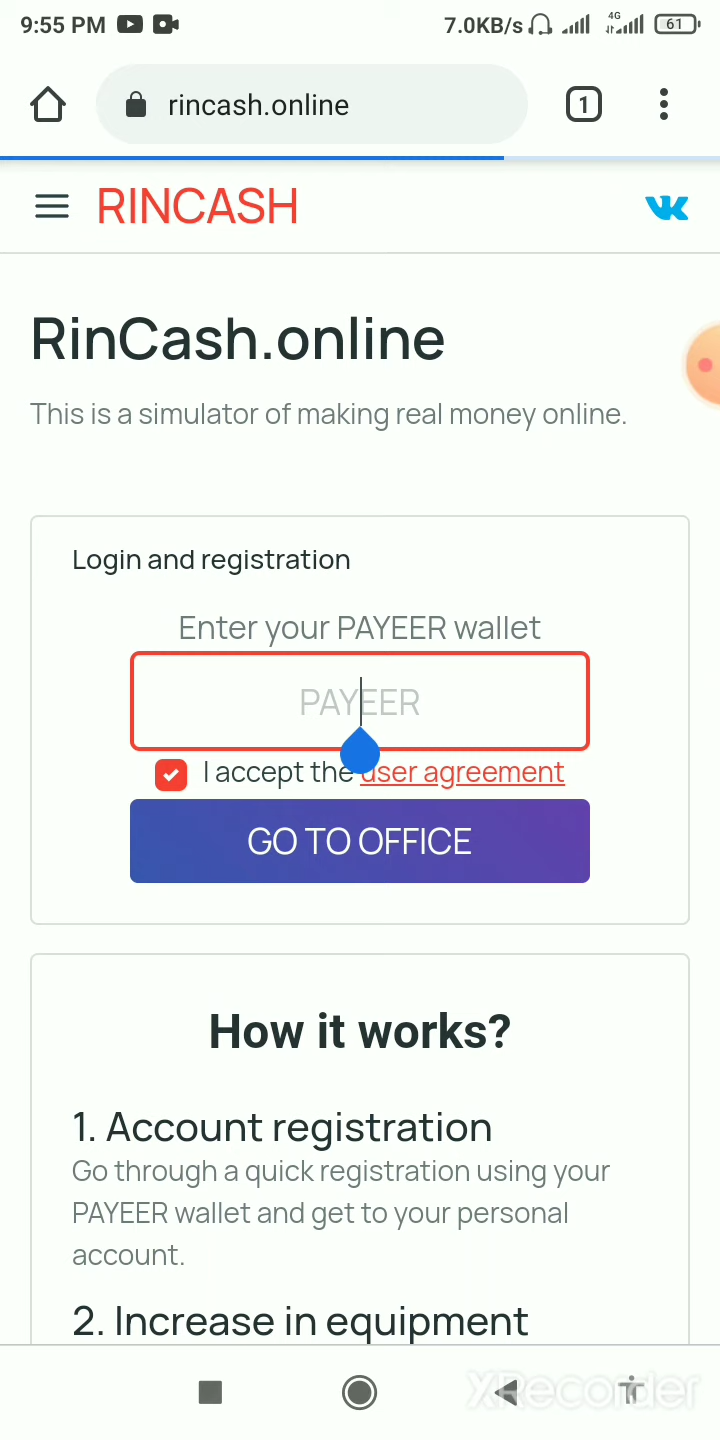 9:55 PM 7.0KB/s 4G 61
rincash.online 1
RINCASH
RinCash.online
This is a simulator of making real money online.
Login and registration
Enter your PAYEER wallet
PAYEER
I accept the user agreement
GO TO OFFICE
How it works?
1. Account registration
Go through a quick registration using your
PAYEER wallet and get to your personal
account.
2. Increase in equipment
XRecorder